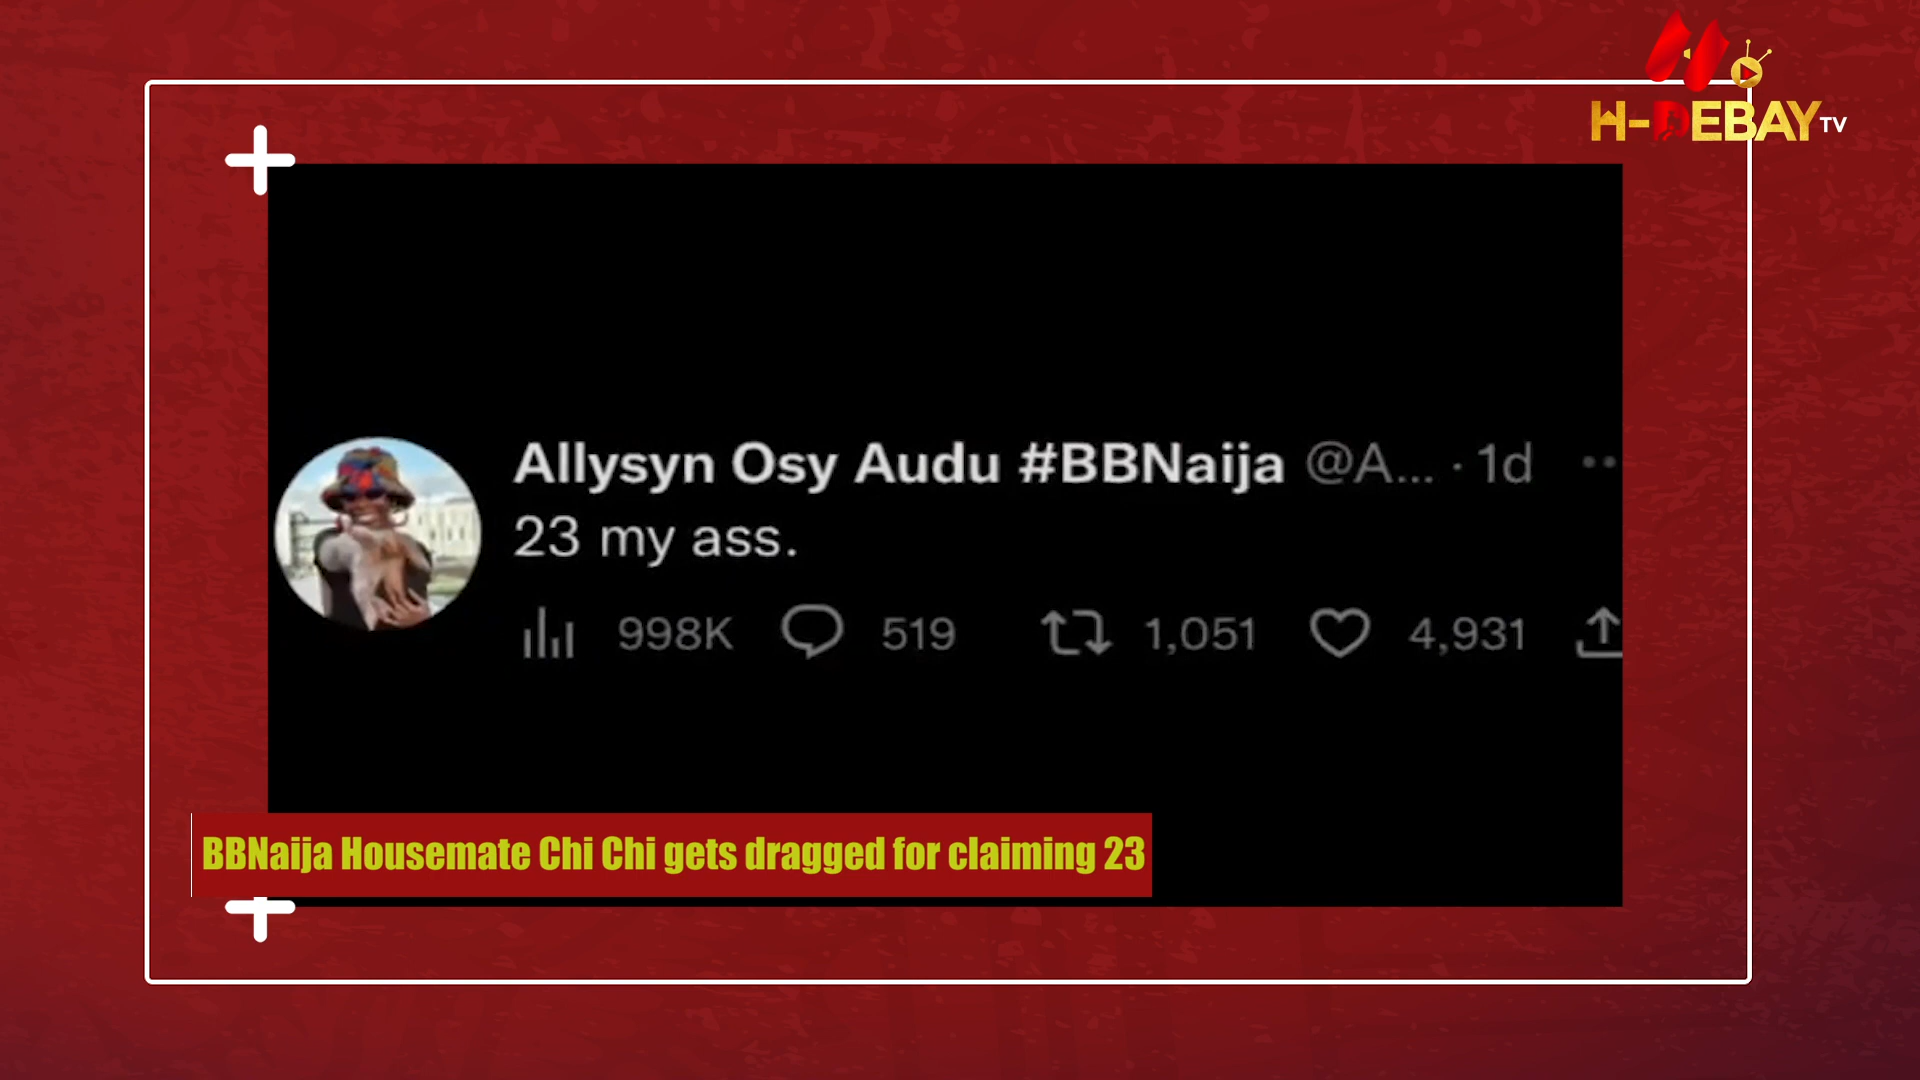 H-DEBAY TV
Allysyn Osy Audu #BBNaija @A... · 1d
23 my ass.
998K 519 1,051 4,931
BBNaija Housemate Chi Chi gets dragged for claiming 23